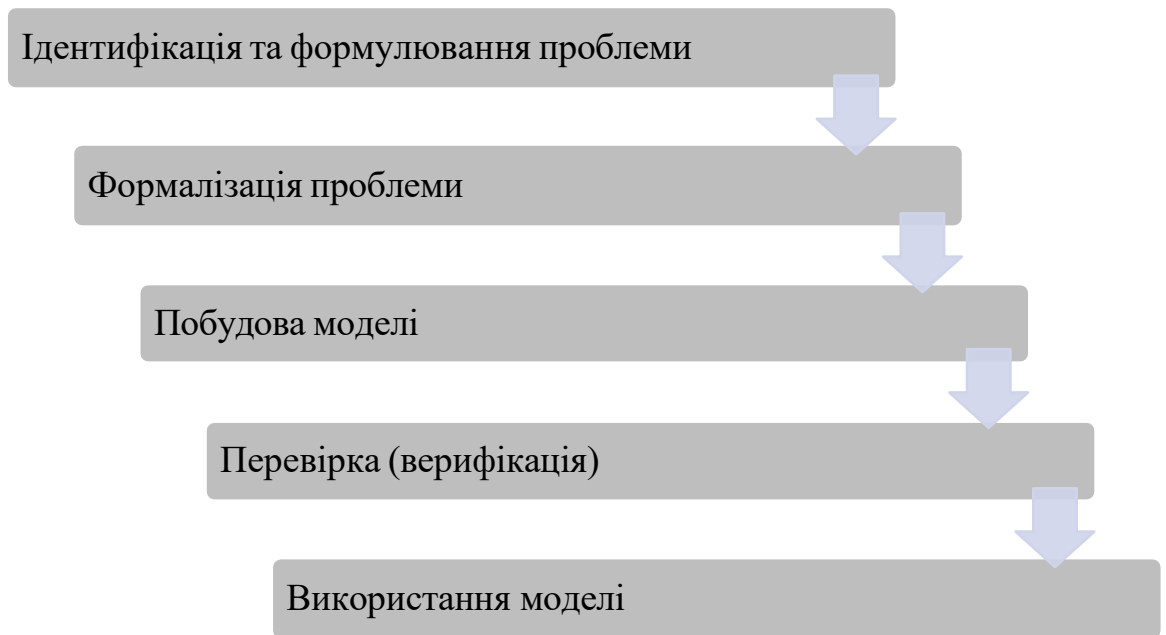 Ідентифікація та формулювання проблеми
Формалізація проблеми
Побудова моделі
Перевірка (верифікація)
Використання моделі